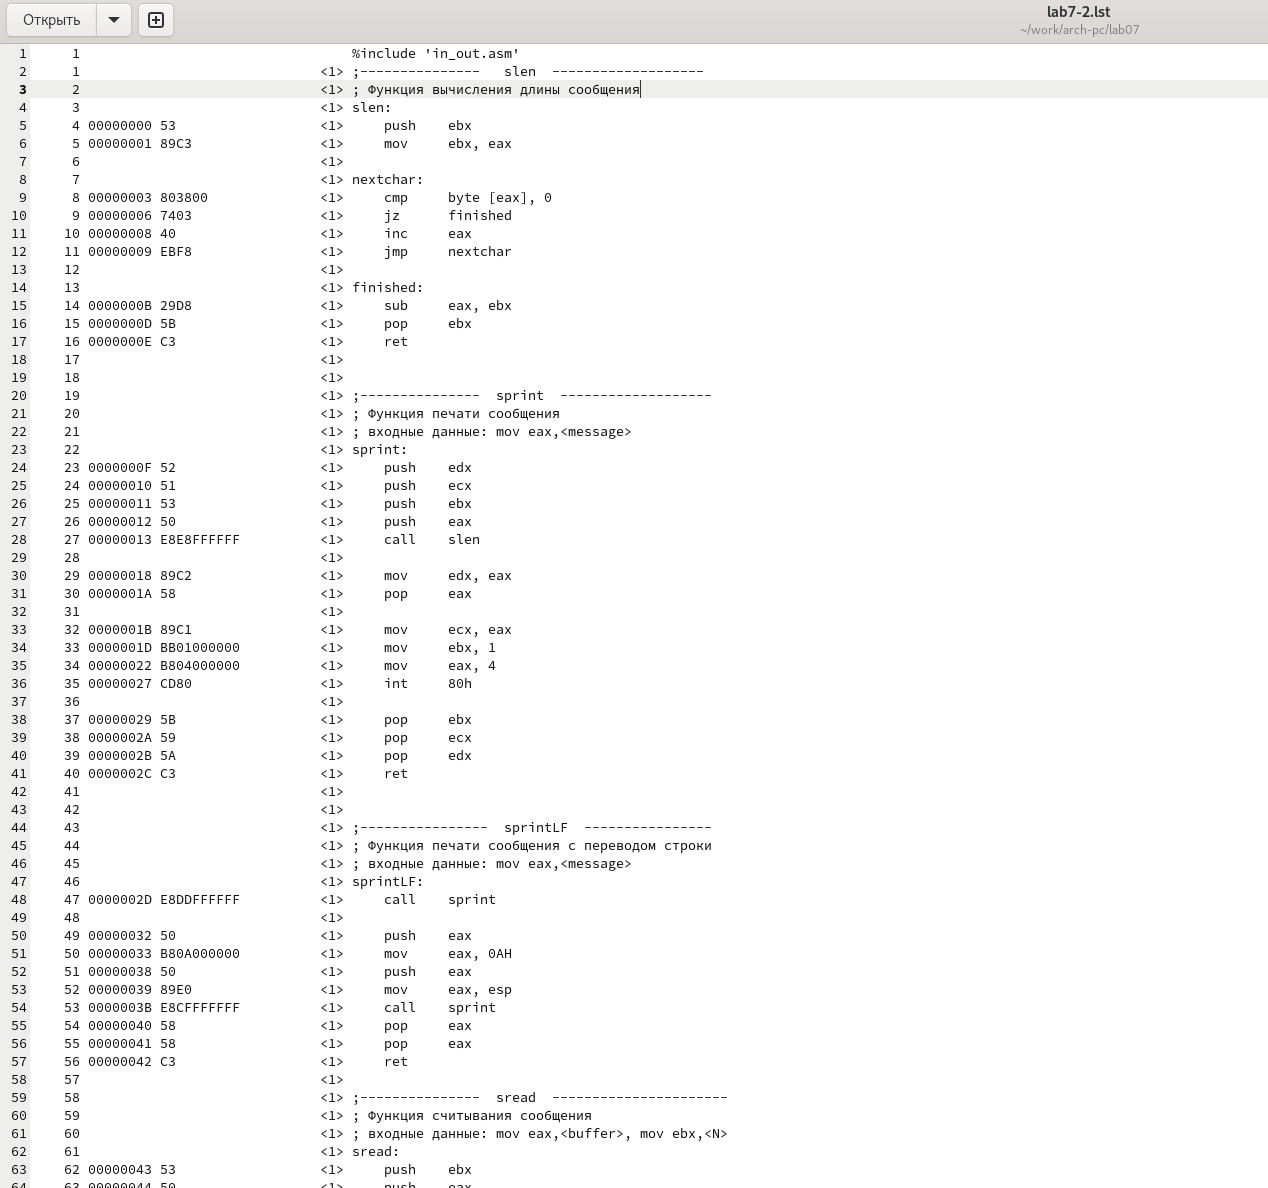 Открыть
lab7-2.lst
~/work/arch-pc/lab07
1 1 %include 'in_out.asm'
2 1 <1> ;--------------- slen -------------------
3 2 <1> ; Функция вычисления длины сообщения
4 3 <1> slen:
5 4 00000000 53 <1> push ebx
6 5 00000001 89C3 <1> mov ebx, eax
7 6 <1>
8 7 <1> nextchar:
9 8 00000003 803800 <1> cmp byte [eax], 0
10 9 00000006 7403 <1> jz finished
11 10 00000008 40 <1> inc eax
12 11 00000009 EBF8 <1> jmp nextchar
13 12 <1>
14 13 <1> finished:
15 14 0000000B 29D8 <1> sub eax, ebx
16 15 0000000D 5B <1> pop ebx
17 16 0000000E C3 <1> ret
18 17 <1>
19 18 <1>
20 19 <1> ;--------------- sprint -------------------
21 20 <1> ; Функция печати сообщения
22 21 <1> ; входные данные: mov eax,<message>
23 22 <1> sprint:
24 23 0000000F 52 <1> push edx
25 24 00000010 51 <1> push ecx
26 25 00000011 53 <1> push ebx
27 26 00000012 50 <1> push eax
28 27 00000013 E8E8FFFFFF <1> call slen
29 28 <1>
30 29 00000018 89C2 <1> mov edx, eax
31 30 0000001A 58 <1> pop eax
32 31 <1>
33 32 0000001B 89C1 <1> mov ecx, eax
34 33 0000001D BB01000000 <1> mov ebx, 1
35 34 00000022 B804000000 <1> mov eax, 4
36 35 00000027 CD80 <1> int 80h
37 36 <1>
38 37 00000029 5B <1> pop ebx
39 38 0000002A 59 <1> pop ecx
40 39 0000002B 5A <1> pop edx
41 40 0000002C C3 <1> ret
42 41 <1>
43 42 <1>
44 43 <1> ;---------------- sprintLF ----------------
45 44 <1> ; Функция печати сообщения с переводом строки
46 45 <1> ; входные данные: mov eax,<message>
47 46 <1> sprintLF:
48 47 0000002D E8DDFFFFFF <1> call sprint
49 48 <1>
50 49 00000032 50 <1> push eax
51 50 00000033 B80A000000 <1> mov eax, 0AH
52 51 00000038 50 <1> push eax
53 52 00000039 89E0 <1> mov eax, esp
54 53 0000003B E8CFFFFFFF <1> call sprint
55 54 00000040 58 <1> pop eax
56 55 00000041 58 <1> pop eax
57 56 00000042 C3 <1> ret
58 57 <1>
59 58 <1> ;--------------- sread ----------------------
60 59 <1> ; Функция считывания сообщения
61 60 <1> ; входные данные: mov eax,<buffer>, mov ebx,<N>
62 61 <1> sread:
63 62 00000043 53 <1> push ebx
64 63 00000044 50 <1> push eax